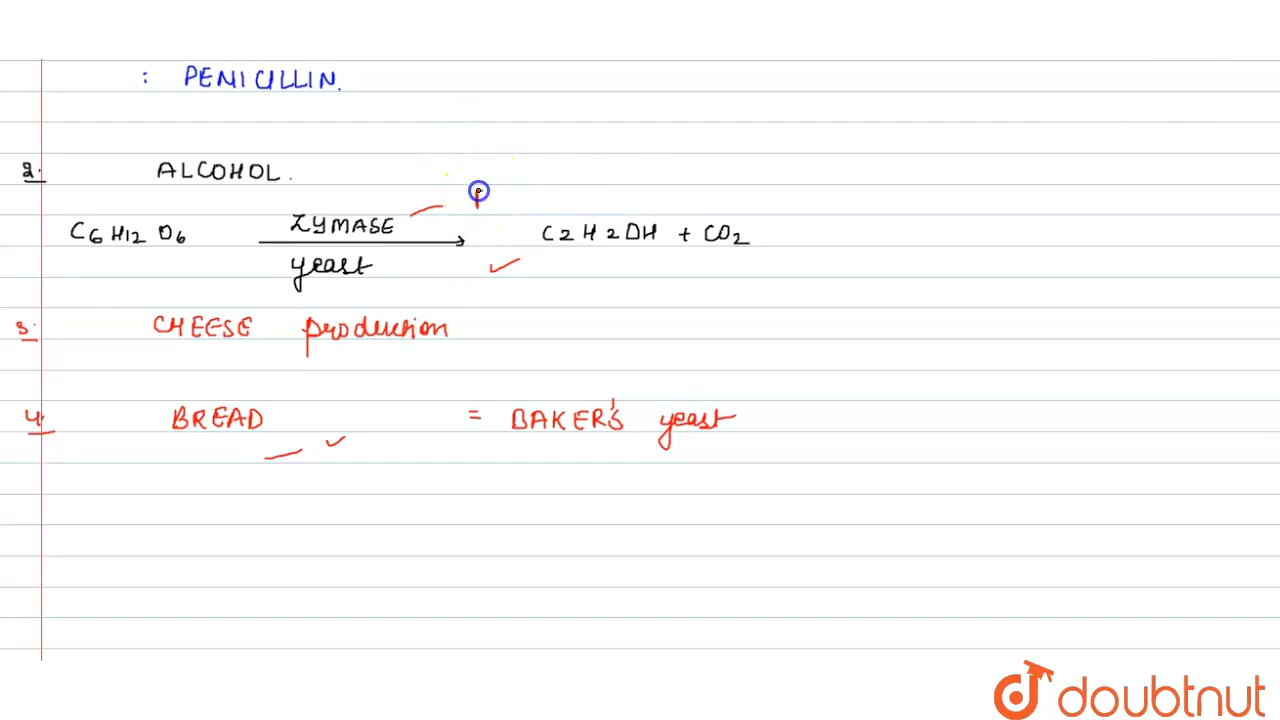 : PENICILLIN.
2. ALCOHOL.
C6 H12 O6 ZYMASE yeast → C2 H2 OH + CO2
3. CHEESE production
4. BREAD = BAKER'S yeast
doubtnut